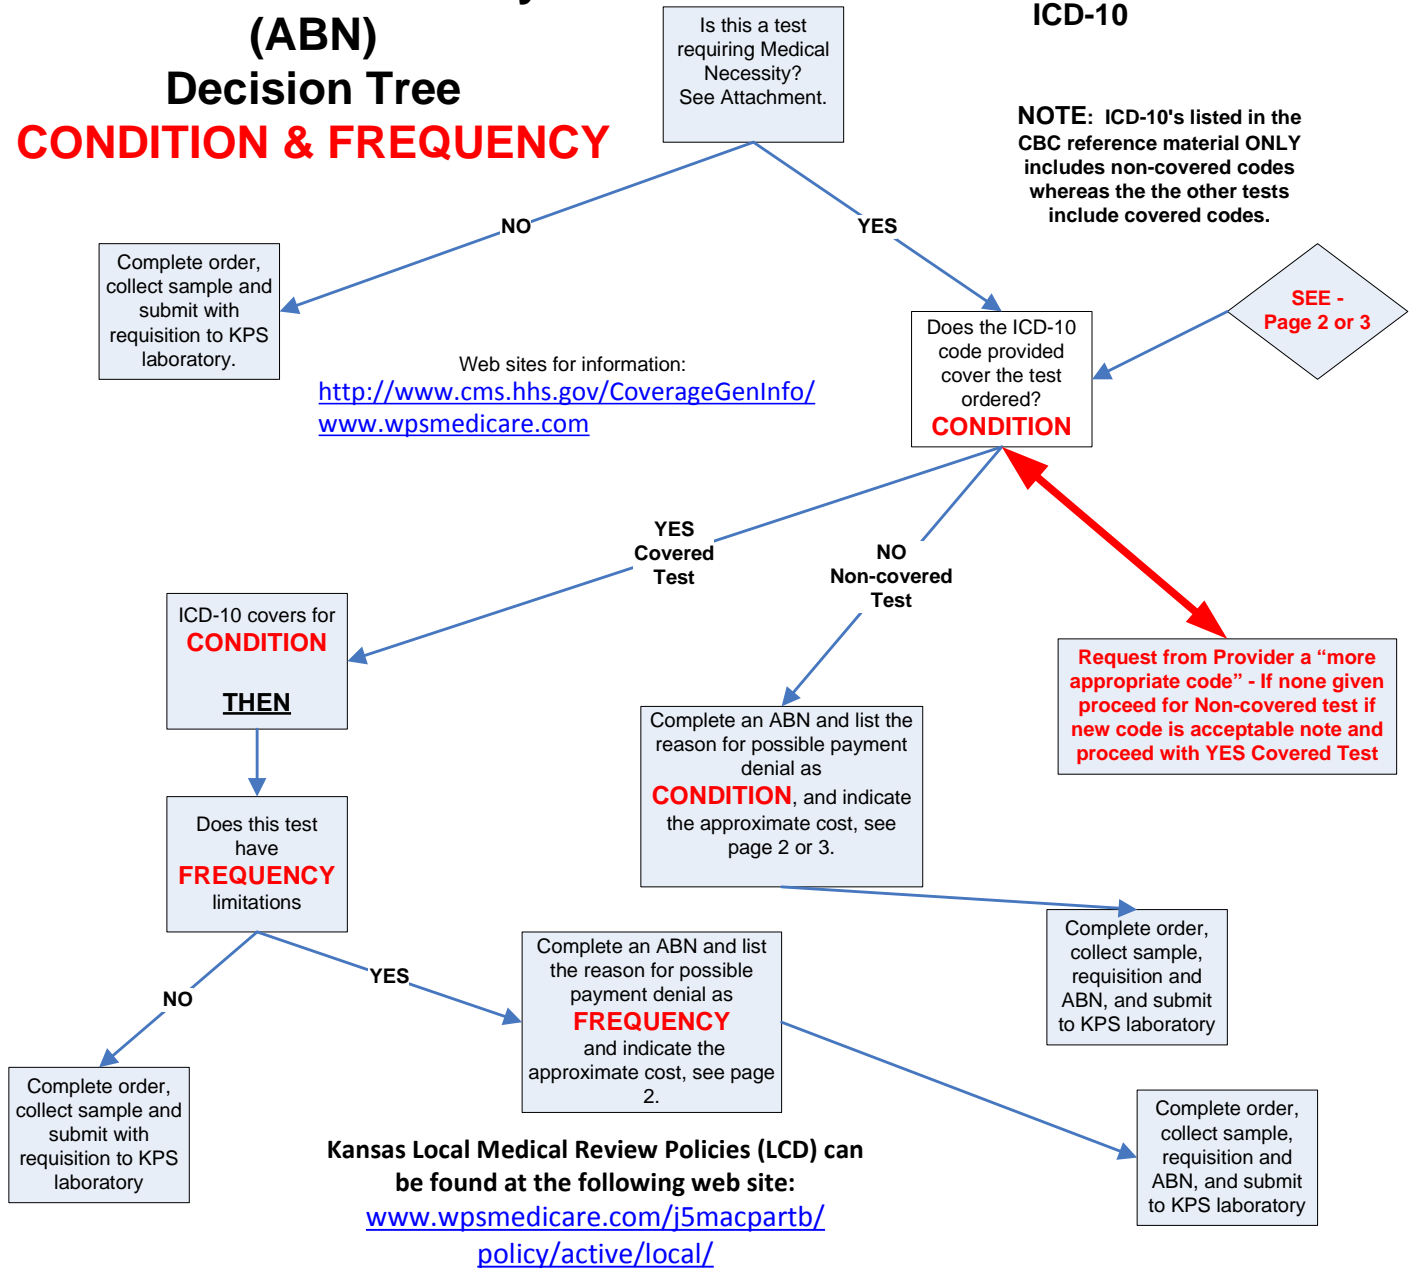 (ABN)
Decision Tree
CONDITION & FREQUENCY
ICD-10
Is this a test
requiring Medical
Necessity?
See Attachment.
NOTE: ICD-10's listed in the
CBC reference material ONLY
includes non-covered codes
whereas the the other tests
include covered codes.
NO
YES
Complete order,
collect sample and
submit with
requisition to KPS
laboratory.
SEE -
Page 2 or 3
Does the ICD-10
code provided
cover the test
ordered?
CONDITION
Web sites for information:
http://www.cms.hhs.gov/CoverageGenInfo/
www.wpsmedicare.com
YES
Covered
Test
NO
Non-covered
Test
ICD-10 covers for
CONDITION
THEN
Request from Provider a “more
appropriate code” - If none given
proceed for Non-covered test if
new code is acceptable note and
proceed with YES Covered Test
Complete an ABN and list the
reason for possible payment
denial as
CONDITION, and indicate
the approximate cost, see
page 2 or 3.
Does this test
have
FREQUENCY
limitations
Complete order,
collect sample,
requisition and
ABN, and submit
to KPS laboratory
NO
YES
Complete an ABN and list
the reason for possible
payment denial as
FREQUENCY
and indicate the
approximate cost, see page
2.
Complete order,
collect sample and
submit with
requisition to KPS
laboratory
Complete order,
collect sample,
requisition and
ABN, and submit
to KPS laboratory
Kansas Local Medical Review Policies (LCD) can
be found at the following web site:
www.wpsmedicare.com/j5macpartb/
policy/active/local/